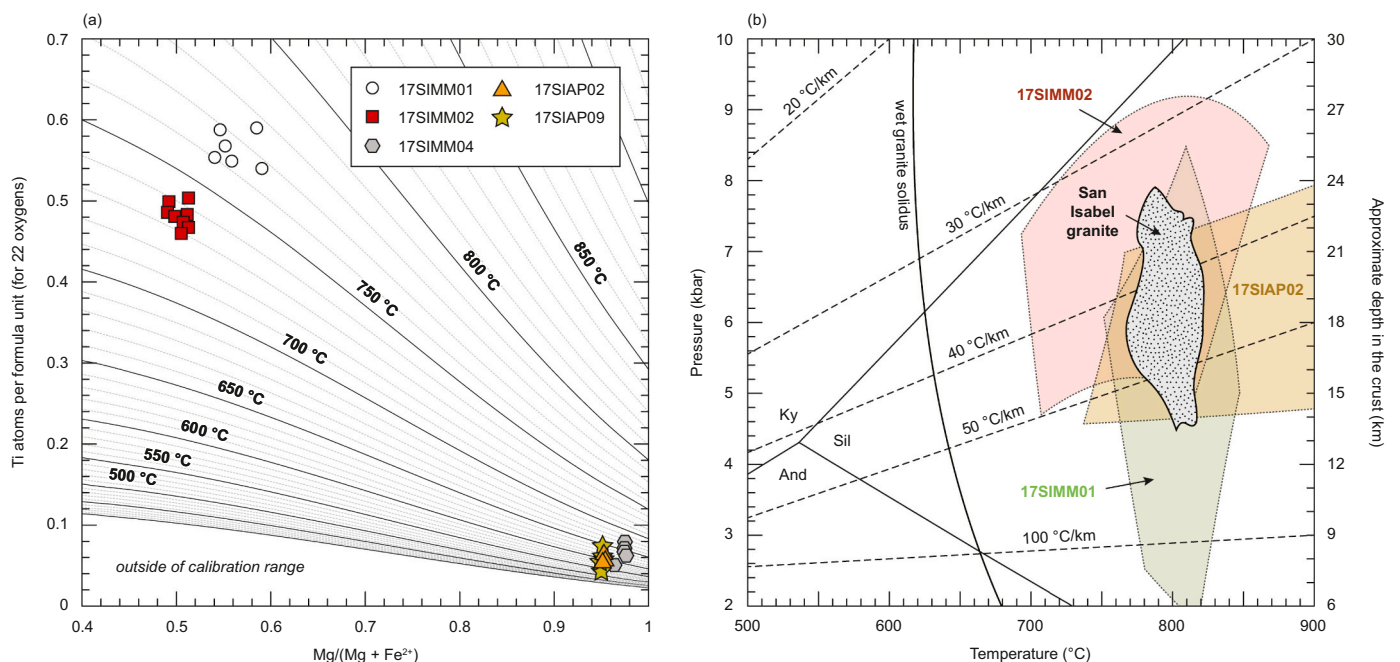 (a)
0.7
0.6
0.5
0.4
0.3
0.2
0.1
0
Ti atoms per formula unit (for 22 oxygens)
17SIMM01
17SIAP02
17SIMM02
17SIAP09
17SIMM04
850 °C
800 °C
750 °C
700 °C
650 °C
600 °C
550 °C
500 °C
outside of calibration range
0.4
0.5
0.6
0.7
0.8
0.9
1
Mg/(Mg + Fe²⁺)
(b)
10
9
8
7
6
5
4
3
2
Pressure (kbar)
20 °C/km
wet granite solidus
17SIMM02
30 °C/km
San
Isabel
granite
17SIAP02
40 °C/km
50 °C/km
Ky
Sil
And
17SIMM01
100 °C/km
30
27
24
21
18
15
12
9
6
Approximate depth in the crust (km)
500
600
700
800
900
Temperature (°C)